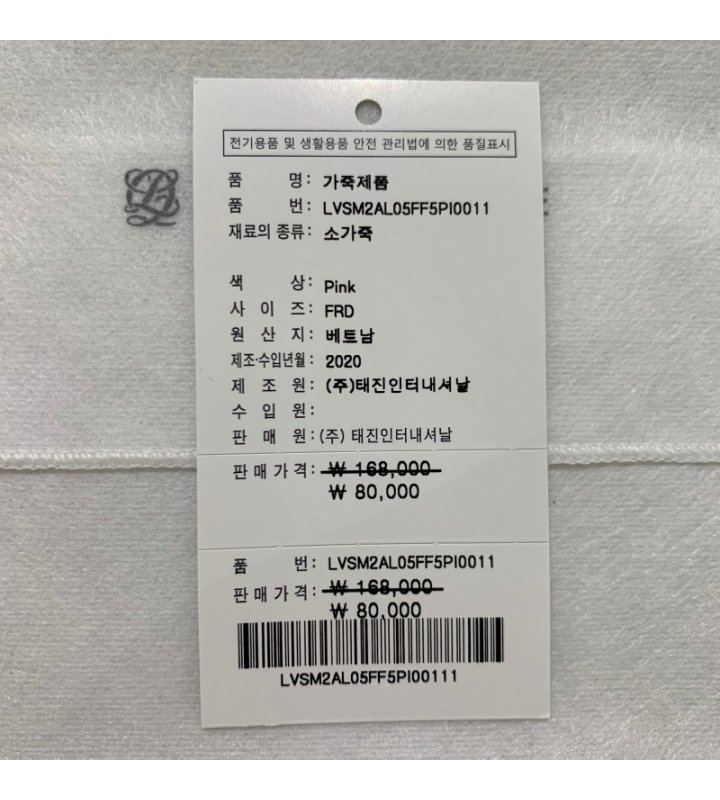 전기용품 및 생활용품 안전 관리법에 의한 품질표시
품 명: 가죽제품
품 번: LVSM2AL05FF5PI0011
재료의 종류: 소가죽
색 상: Pink
사 이 즈: FRD
원 산 지: 베트남
제조·수입년월: 2020
제 조 원: (주)태진인터내셔날
수 입 원:
판 매 원: (주) 태진인터내셔날
판 매 가 격: ₩ 168,000
₩ 80,000
품 번: LVSM2AL05FF5PI0011
판 매 가 격: ₩ 168,000
₩ 80,000
LVSM2AL05FF5PI00111